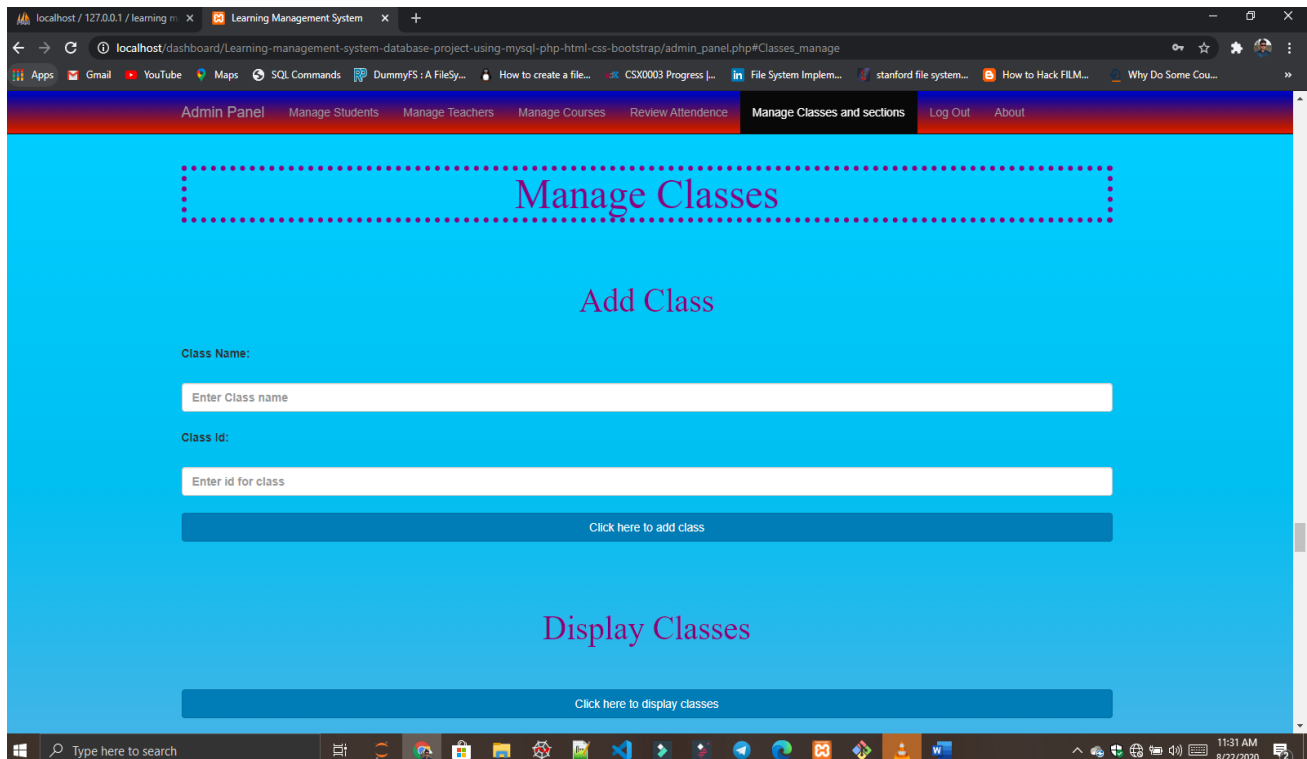 localhost / 127.0.0.1 / learning m
Learning Management System
localhost/dashboard/Learning-management-system-database-project-using-mysql-php-html-css-bootstrap/admin_panel.php#Classes_manage
Apps Gmail YouTube Maps SQL Commands DummyFS : A FileSy... How to create a file... CSX0003 Progress |... File System Implem... stanford file system... How to Hack FILM... Why Do Some Cou... »
Admin Panel Manage Students Manage Teachers Manage Courses Review Attendence Manage Classes and sections Log Out About
Manage Classes
Add Class
Class Name:
Enter Class name
Class Id:
Enter id for class
Click here to add class
Display Classes
Click here to display classes
Type here to search
11:31 AM
8/22/2020